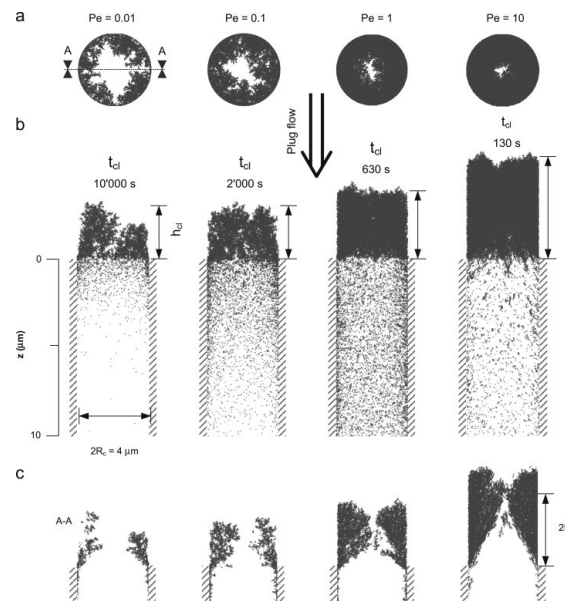 a
Pe = 0.01 Pe = 0.1 Pe = 1 Pe = 10
A A
b
Plug flow
t_cl t_cl t_cl t_cl
10'000 s 2'000 s 630 s 130 s
h_cl
0
z (µm)
10
2R_c = 4 µm
c
A-A
2